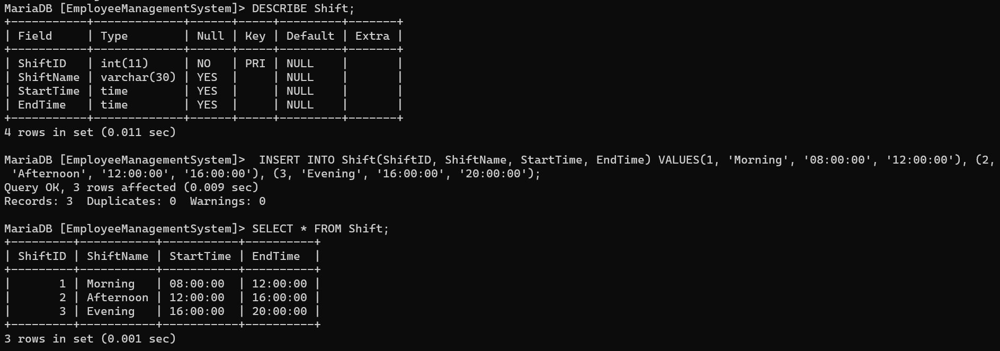 MariaDB [EmployeeManagementSystem]> DESCRIBE Shift;
+-----------+-------------+------+-----+---------+-------+
| Field     | Type        | Null | Key | Default | Extra |
+-----------+-------------+------+-----+---------+-------+
| ShiftID   | int(11)     | NO   | PRI | NULL    |       |
| ShiftName | varchar(30) | YES  |     | NULL    |       |
| StartTime | time        | YES  |     | NULL    |       |
| EndTime   | time        | YES  |     | NULL    |       |
+-----------+-------------+------+-----+---------+-------+
4 rows in set (0.011 sec)

MariaDB [EmployeeManagementSystem]>  INSERT INTO Shift(ShiftID, ShiftName, StartTime, EndTime) VALUES(1, 'Morning', '08:00:00', '12:00:00'), (2,
 'Afternoon', '12:00:00', '16:00:00'), (3, 'Evening', '16:00:00', '20:00:00');
Query OK, 3 rows affected (0.009 sec)
Records: 3  Duplicates: 0  Warnings: 0

MariaDB [EmployeeManagementSystem]> SELECT * FROM Shift;
+---------+-----------+-----------+----------+
| ShiftID | ShiftName | StartTime | EndTime  |
+---------+-----------+-----------+----------+
|       1 | Morning   | 08:00:00  | 12:00:00 |
|       2 | Afternoon | 12:00:00  | 16:00:00 |
|       3 | Evening   | 16:00:00  | 20:00:00 |
+---------+-----------+-----------+----------+
3 rows in set (0.001 sec)